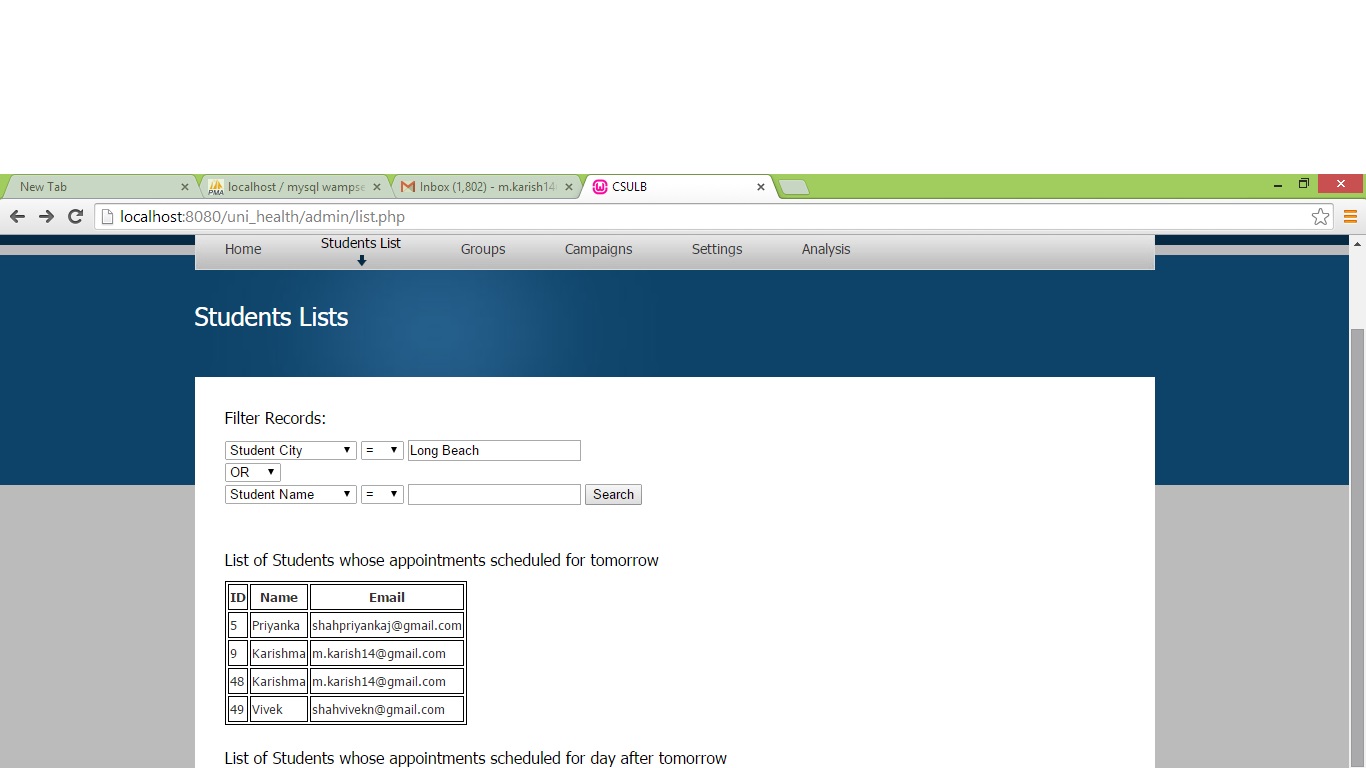 New Tab
PMA localhost / mysql wampse
Inbox (1,802) - m.karish14
CSULB
localhost:8080/uni_health/admin/list.php
Home Students List Groups Campaigns Settings Analysis
Students Lists
Filter Records:
Student City = Long Beach
OR
Student Name = Search
List of Students whose appointments scheduled for tomorrow
ID Name Email
5 Priyanka shahpriyankaj@gmail.com
9 Karishma m.karish14@gmail.com
48 Karishma m.karish14@gmail.com
49 Vivek shahvivekn@gmail.com
List of Students whose appointments scheduled for day after tomorrow